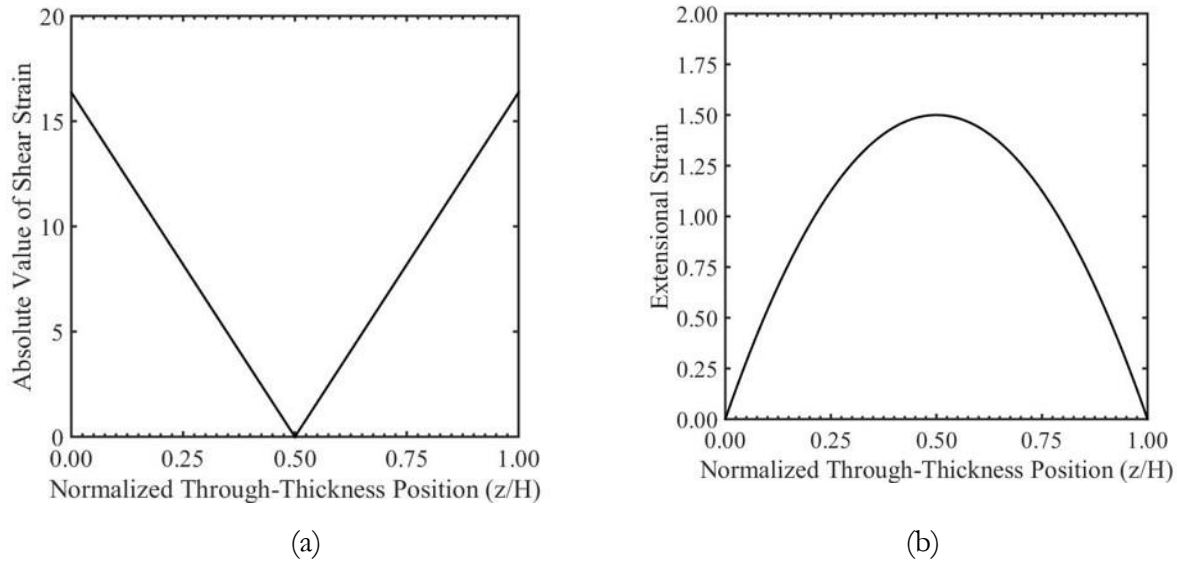 20
15
10
5
0
0.00 0.25 0.50 0.75 1.00
Absolute Value of Shear Strain
Normalized Through-Thickness Position (z/H)
(a)
2.00
1.75
1.50
1.25
1.00
0.75
0.50
0.25
0.00
0.00 0.25 0.50 0.75 1.00
Extensional Strain
Normalized Through-Thickness Position (z/H)
(b)